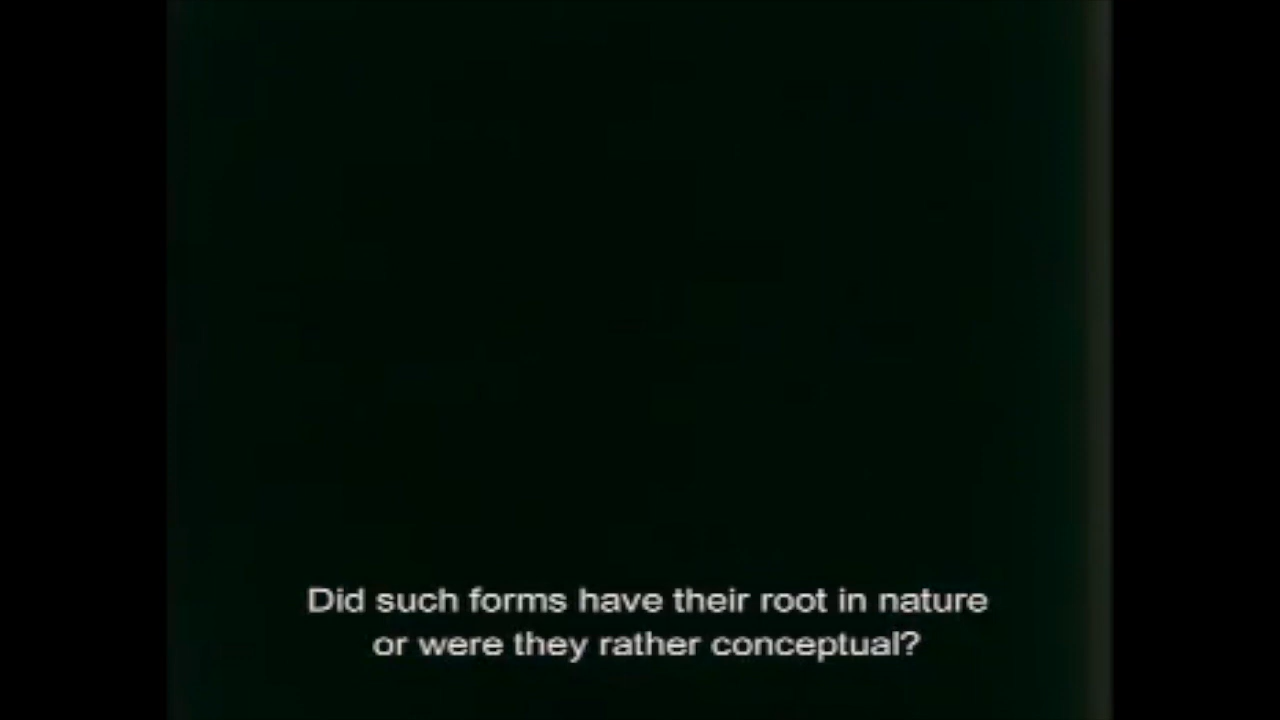 Did such forms have their root in nature
or were they rather conceptual?